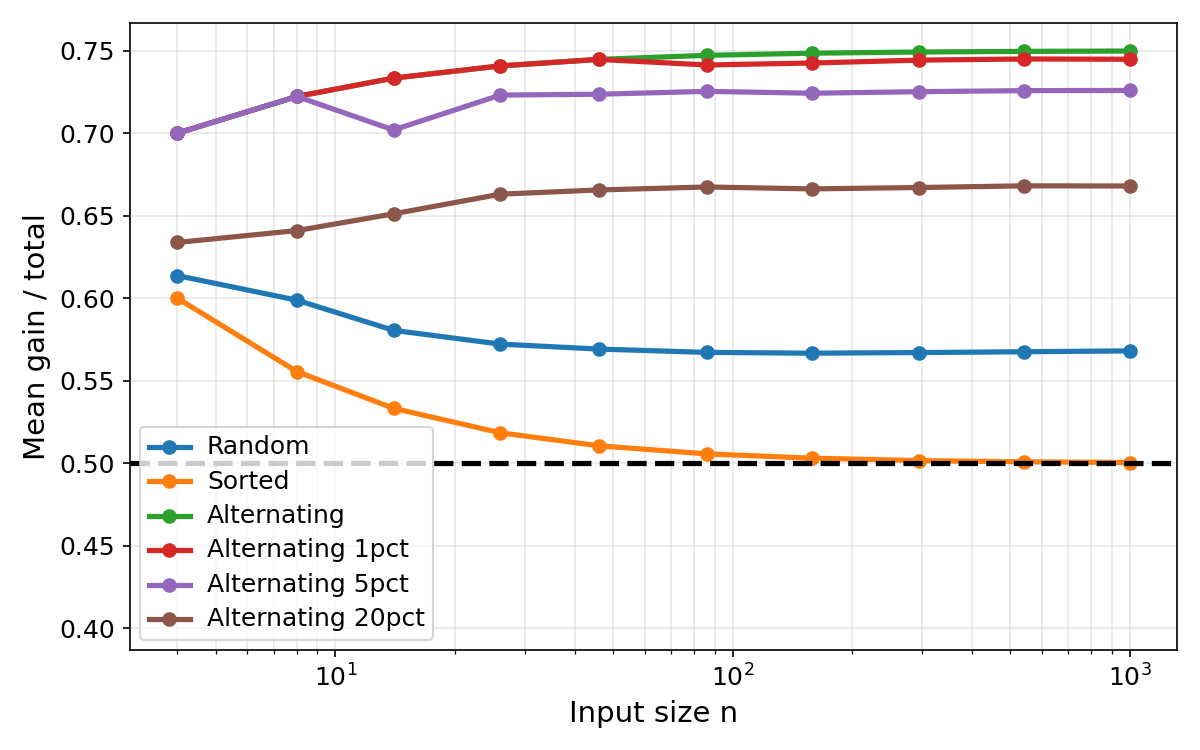 Mean gain / total
0.75
0.70
0.65
0.60
0.55
0.50
0.45
0.40
Random
Sorted
Alternating
Alternating 1pct
Alternating 5pct
Alternating 20pct
10¹ 10² 10³
Input size n